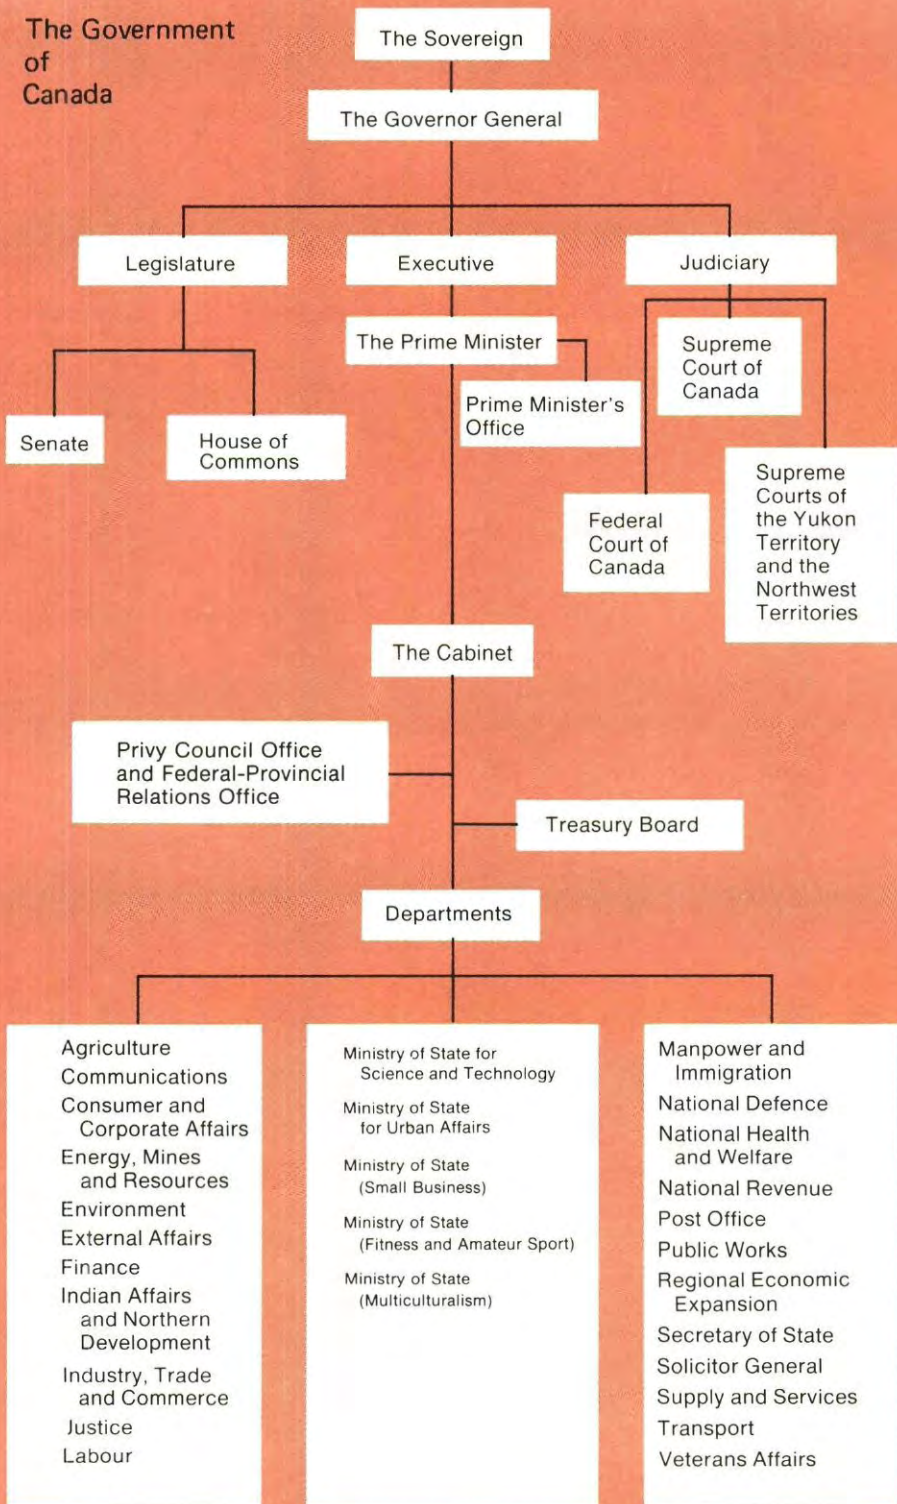 The Government
of
Canada
The Sovereign
The Governor General
Legislature
Executive
Judiciary
The Prime Minister
Supreme
Court of
Canada
Prime Minister's
Office
Senate
House of
Commons
Federal
Court of
Canada
Supreme
Courts of
the Yukon
Territory
and the
Northwest
Territories
The Cabinet
Privy Council Office
and Federal-Provincial
Relations Office
Treasury Board
Departments
Agriculture
Communications
Consumer and
Corporate Affairs
Energy, Mines
and Resources
Environment
External Affairs
Finance
Indian Affairs
and Northern
Development
Industry, Trade
and Commerce
Justice
Labour
Ministry of State for
Science and Technology
Ministry of State
for Urban Affairs
Ministry of State
(Small Business)
Ministry of State
(Fitness and Amateur Sport)
Ministry of State
(Multiculturalism)
Manpower and
Immigration
National Defence
National Health
and Welfare
National Revenue
Post Office
Public Works
Regional Economic
Expansion
Secretary of State
Solicitor General
Supply and Services
Transport
Veterans Affairs